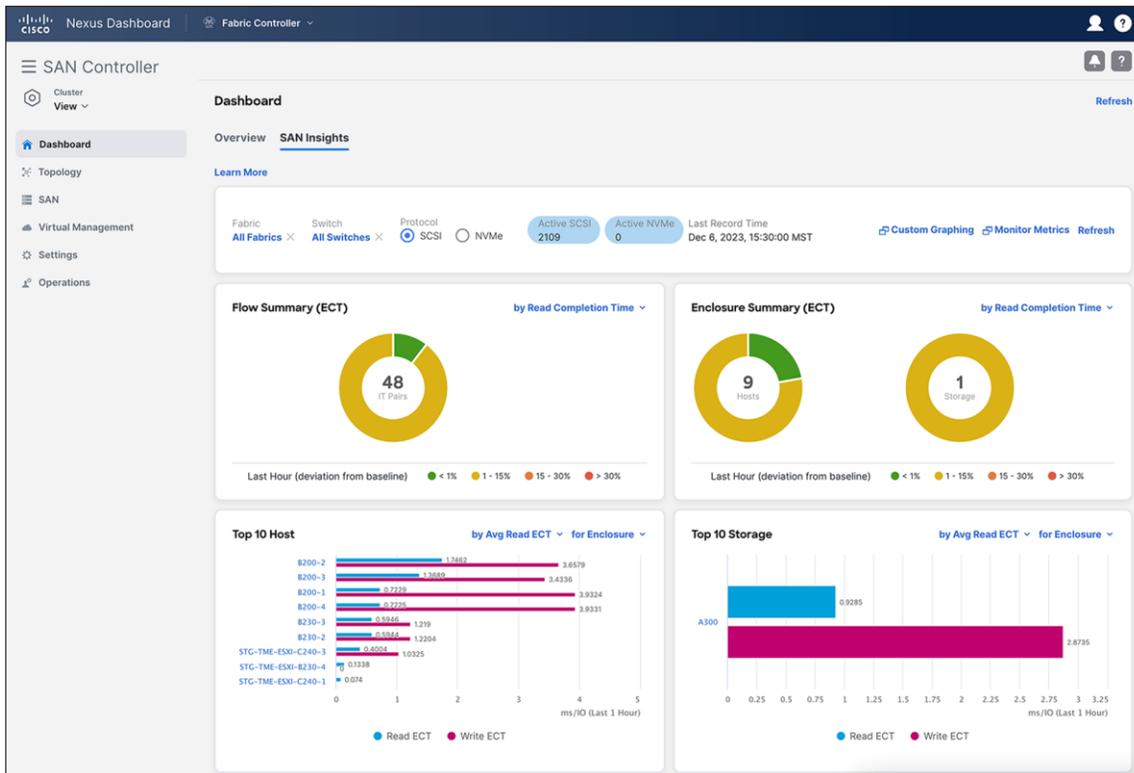 CISCO Nexus Dashboard Fabric Controller
SAN Controller
Cluster
View
Dashboard
Topology
SAN
Virtual Management
Settings
Operations
Dashboard
Refresh
Overview SAN Insights
Learn More
Fabric
All Fabrics
Switch
All Switches
Protocol
SCSI NVMe
Active SCSI
2109
Active NVMe
0
Last Record Time
Dec 6, 2023, 15:30:00 MST
Custom Graphing Monitor Metrics Refresh
Flow Summary (ECT) by Read Completion Time
48
IT Pairs
Last Hour (deviation from baseline) < 1% 1 - 15% 15 - 30% > 30%
Enclosure Summary (ECT) by Read Completion Time
9
Hosts
1
Storage
Last Hour (deviation from baseline) < 1% 1 - 15% 15 - 30% > 30%
Top 10 Host by Avg Read ECT for Enclosure
B200-2 1.7462 3.6579
B200-3 1.3689 3.4336
B200-1 0.7229 3.9324
B200-4 0.7225 3.9331
B230-3 0.5946 1.219
B230-2 0.5944 1.2204
STG-TME-ESXI-C240-3 0.4004 1.0325
STG-TME-ESXI-B230-4 0.1338 0
STG-TME-ESXI-C240-1 0.074
0 1 2 3 4 5
ms/IO (Last 1 Hour)
Read ECT Write ECT
Top 10 Storage by Avg Read ECT for Enclosure
A300 0.9285 2.8735
0 0.25 0.5 0.75 1 1.25 1.5 1.75 2 2.25 2.5 2.75 3 3.25
ms/IO (Last 1 Hour)
Read ECT Write ECT